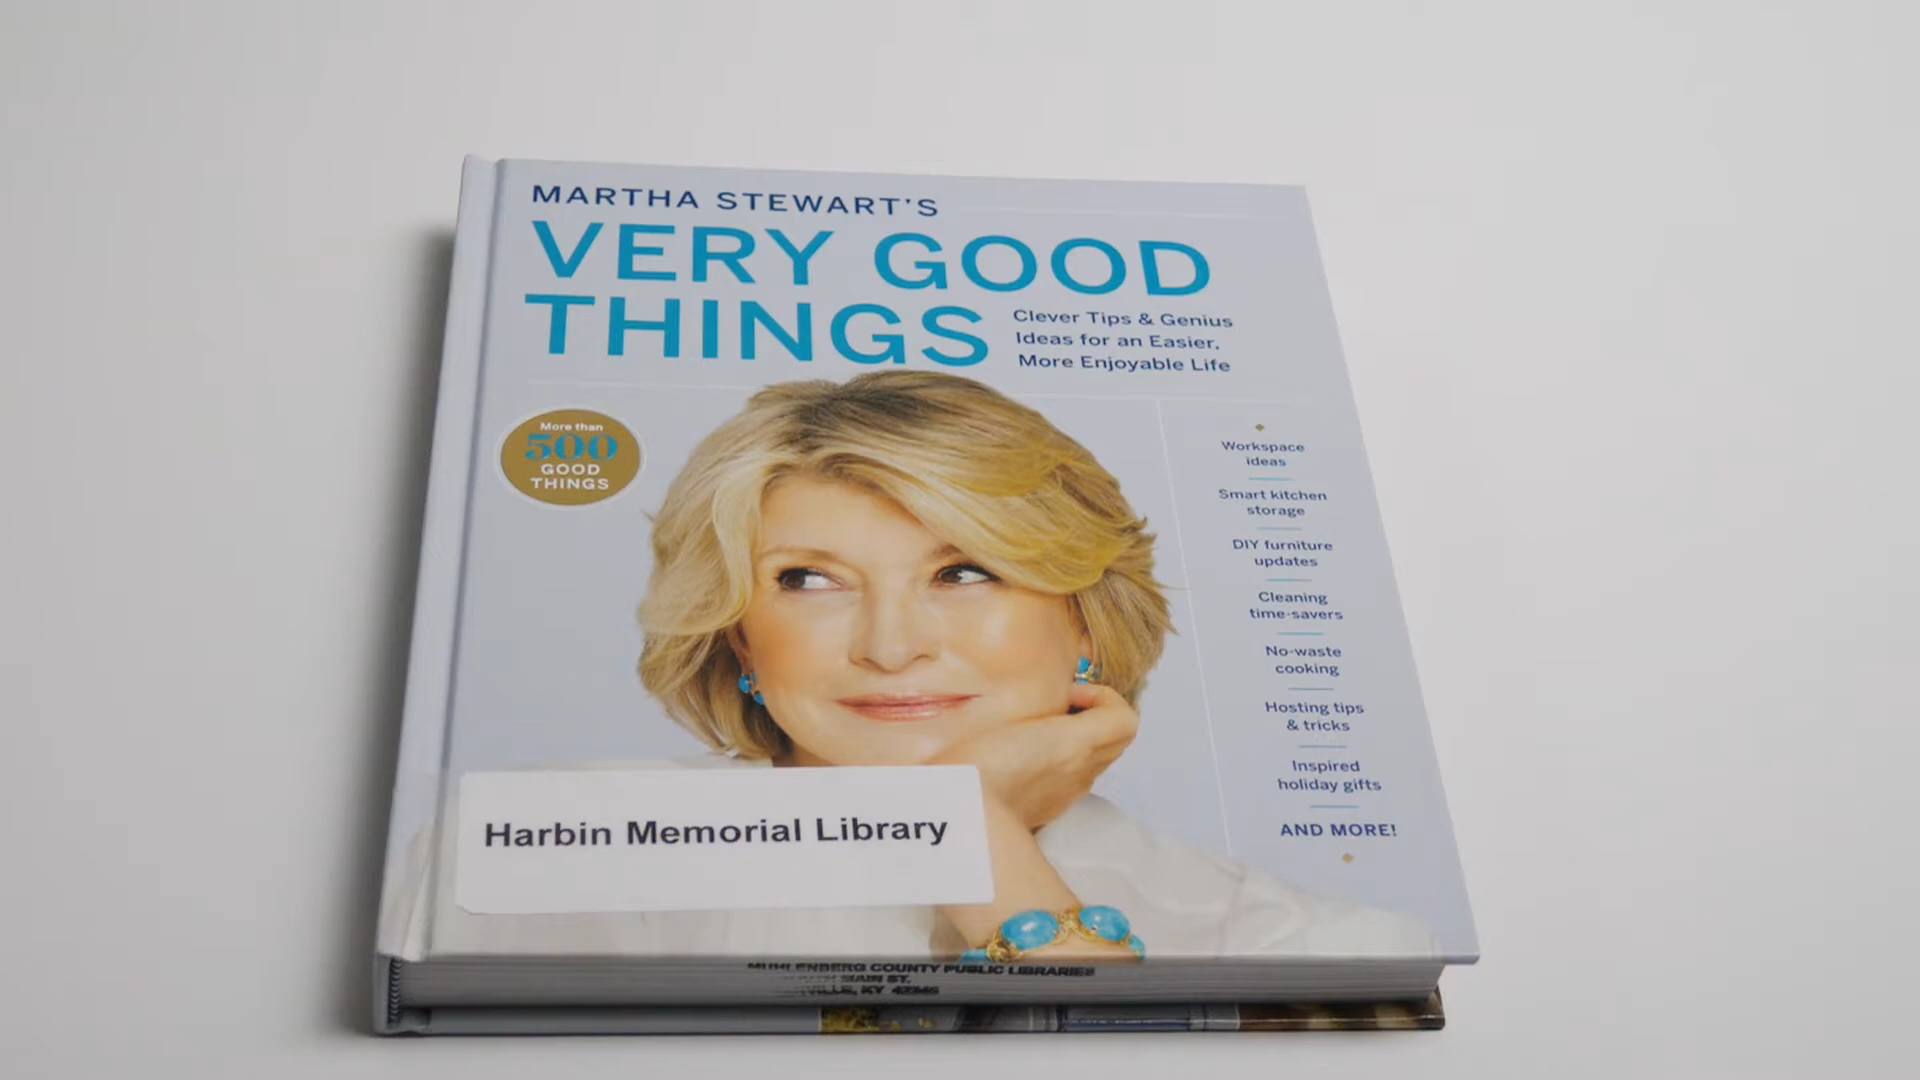 MARTHA STEWART'S
VERY GOOD
THINGS
Clever Tips & Genius
Ideas for an Easier,
More Enjoyable Life
More than
500
GOOD
THINGS
Workspace
ideas
Smart kitchen
storage
DIY furniture
updates
Cleaning
time-savers
No-waste
cooking
Hosting tips
& tricks
Inspired
holiday gifts
AND MORE!
Harbin Memorial Library
MUHLENBERG COUNTY PUBLIC LIBRARIES
MAIN ST.
KY 42345